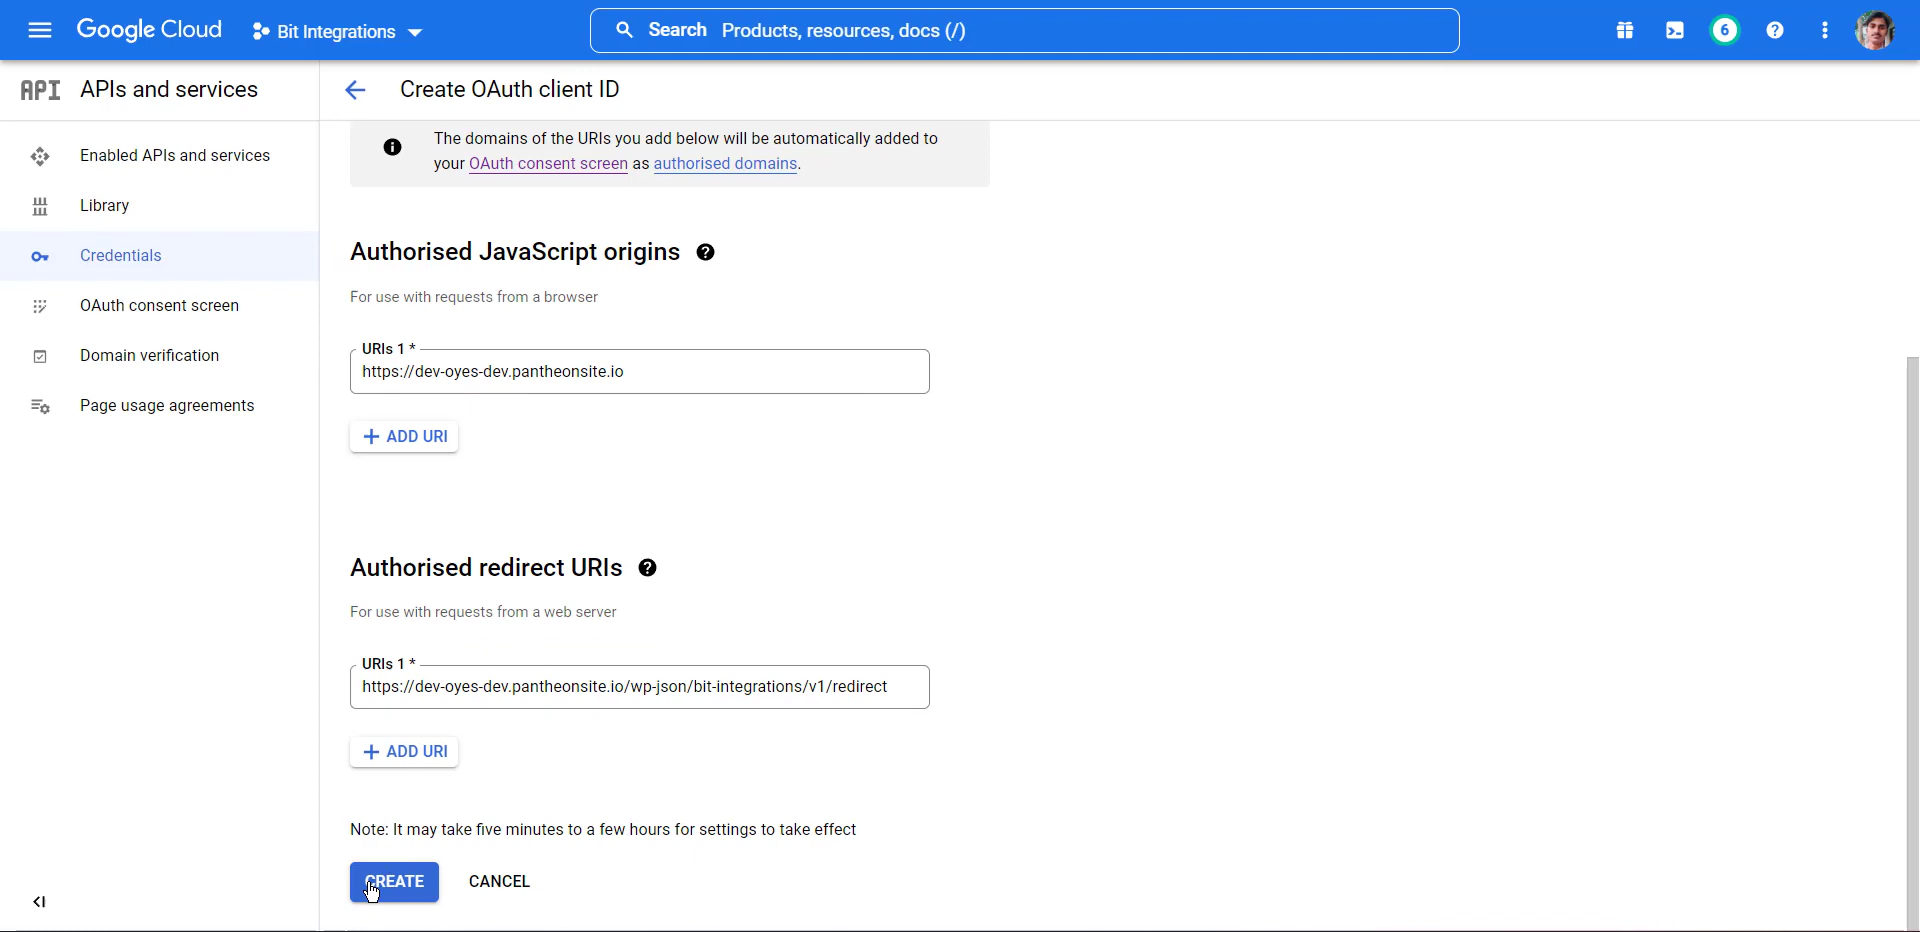 Google Cloud
Bit Integrations
Search Products, resources, docs (/)
6
API APIs and services
Create OAuth client ID
Enabled APIs and services
Library
Credentials
OAuth consent screen
Domain verification
Page usage agreements
The domains of the URIs you add below will be automatically added to
your OAuth consent screen as authorised domains.
Authorised JavaScript origins
For use with requests from a browser
URIs 1 *
https://dev-oyes-dev.pantheonsite.io
+ ADD URI
Authorised redirect URIs
For use with requests from a web server
URIs 1 *
https://dev-oyes-dev.pantheonsite.io/wp-json/bit-integrations/v1/redirect
+ ADD URI
Note: It may take five minutes to a few hours for settings to take effect
CREATE CANCEL